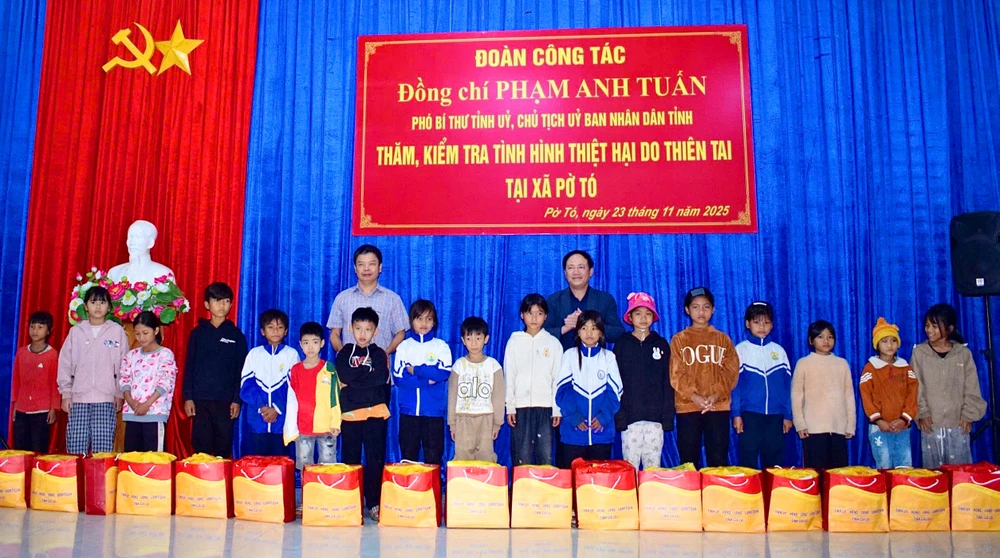 ĐOÀN CÔNG TÁC
Đồng chí PHẠM ANH TUẤN
PHÓ BÍ THƯ TỈNH UỶ, CHỦ TỊCH UỶ BAN NHÂN DÂN TỈNH
THĂM, KIỂM TRA TÌNH HÌNH THIỆT HẠI DO THIÊN TAI
TẠI XÃ PỜ TÓ
Pờ Tó, ngày 23 tháng 11 năm 2025
VOGUE